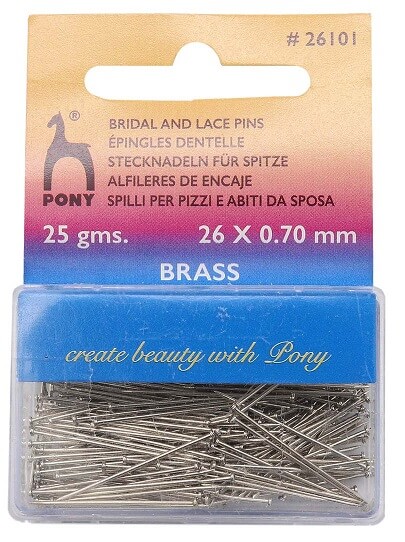 # 26101
®
PONY
BRIDAL AND LACE PINS
ÉPINGLES DENTELLE
STECKNADELN FÜR SPITZE
ALFILERES DE ENCAJE
SPILLI PER PIZZI E ABITI DA SPOSA
25 gms.
26 X 0.70 mm
BRASS
create beauty with Pony